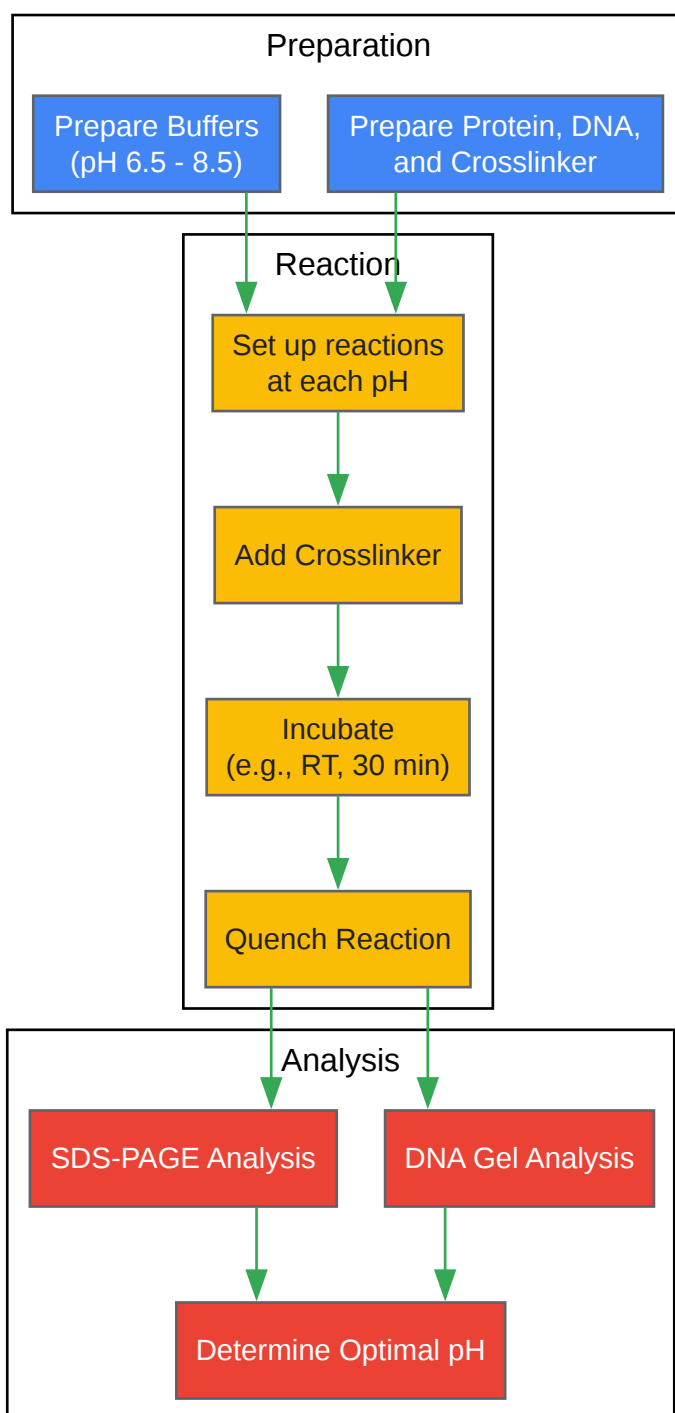 Preparation
Prepare Buffers
(pH 6.5 - 8.5)
Prepare Protein, DNA,
and Crosslinker
Reaction
Set up reactions
at each pH
Add Crosslinker
Incubate
(e.g., RT, 30 min)
Quench Reaction
Analysis
SDS-PAGE Analysis
DNA Gel Analysis
Determine Optimal pH